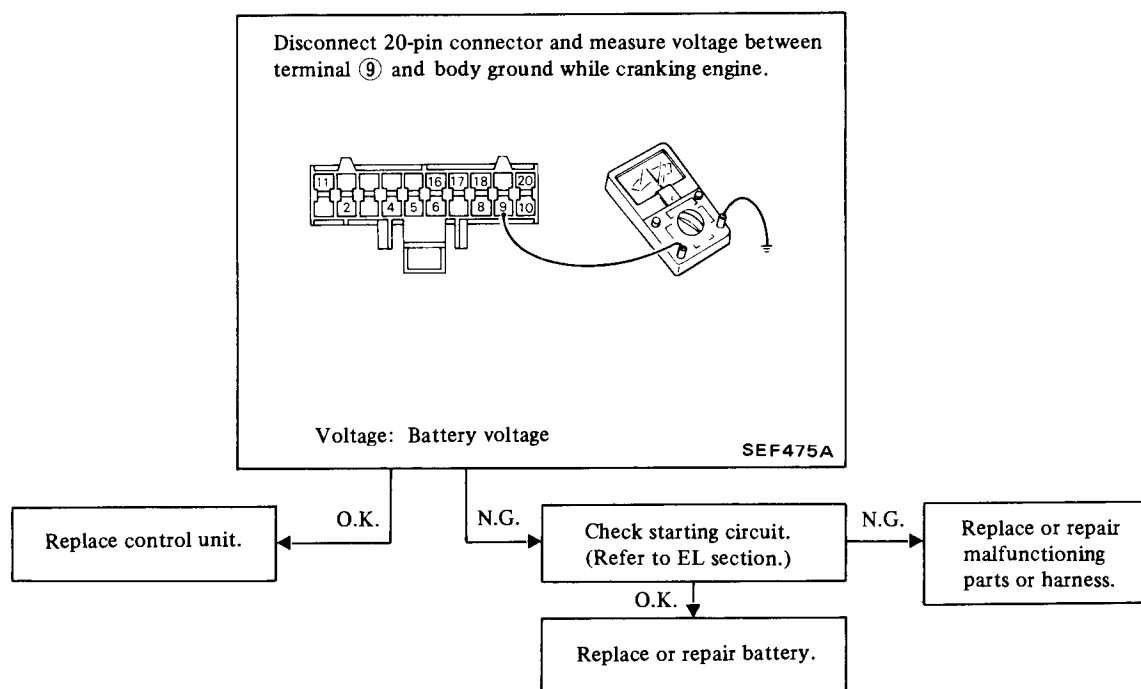 Disconnect 20-pin connector and measure voltage between
terminal ⑨ and body ground while cranking engine.
11 16 17 18 20
2 4 5 6 8 9 10
Voltage: Battery voltage
SEF475A
O.K.
N.G.
N.G.
Replace control unit.
Check starting circuit.
(Refer to EL section.)
Replace or repair
malfunctioning
parts or harness.
O.K.
Replace or repair battery.